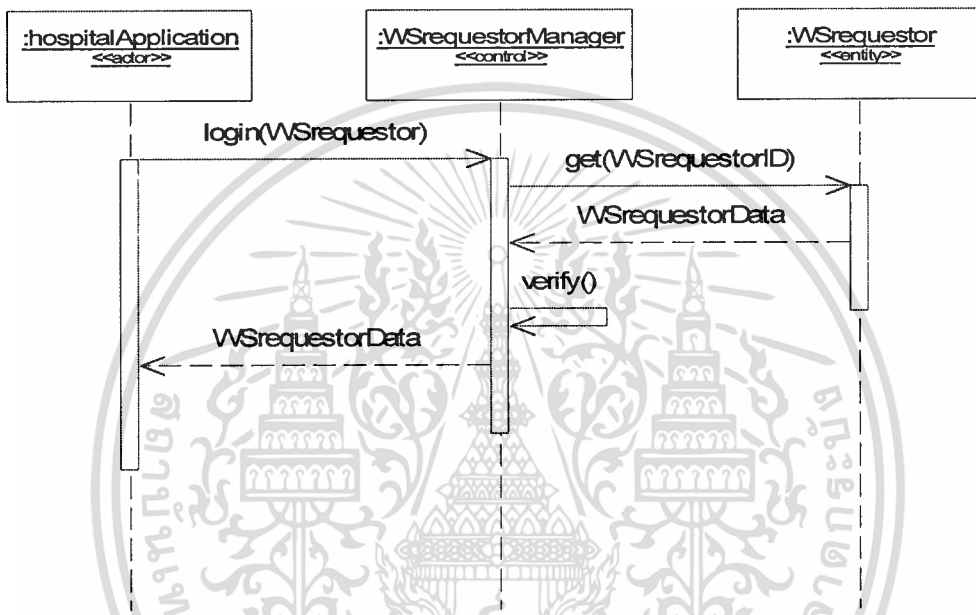 :hospitalApplication
<<actor>>
:WSrequestorManager
<<control>>
:WSrequestor
<<entity>>
login(WSrequestor)
get(WSrequestorID)
WSrequestorData
verify()
WSrequestorData